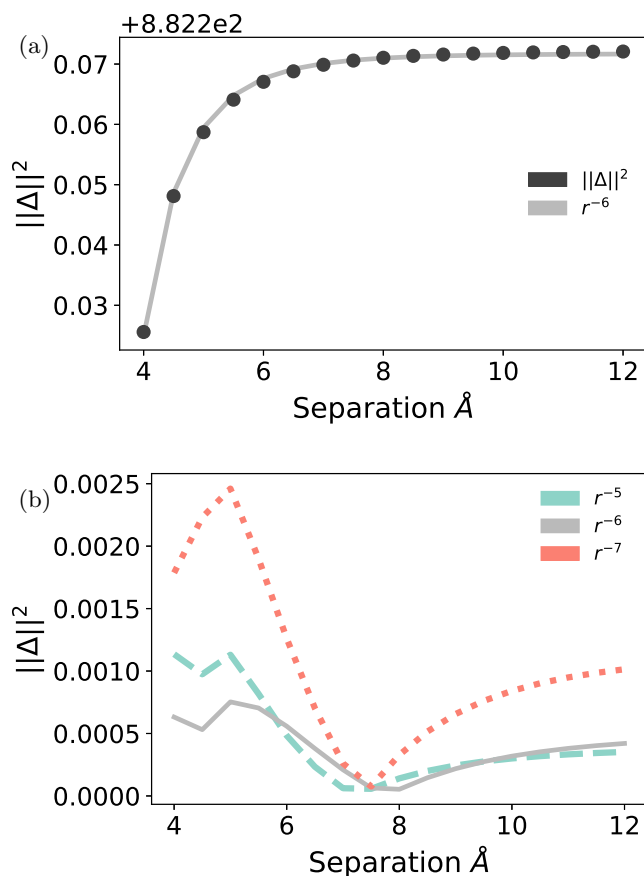 (a)
+8.822e2
0.07
0.06
0.05
0.04
0.03
||Δ||²
||Δ||²
r⁻⁶
4 6 8 10 12
Separation Å
(b)
0.0025
0.0020
0.0015
0.0010
0.0005
0.0000
||Δ||²
r⁻⁵
r⁻⁶
r⁻⁷
4 6 8 10 12
Separation Å